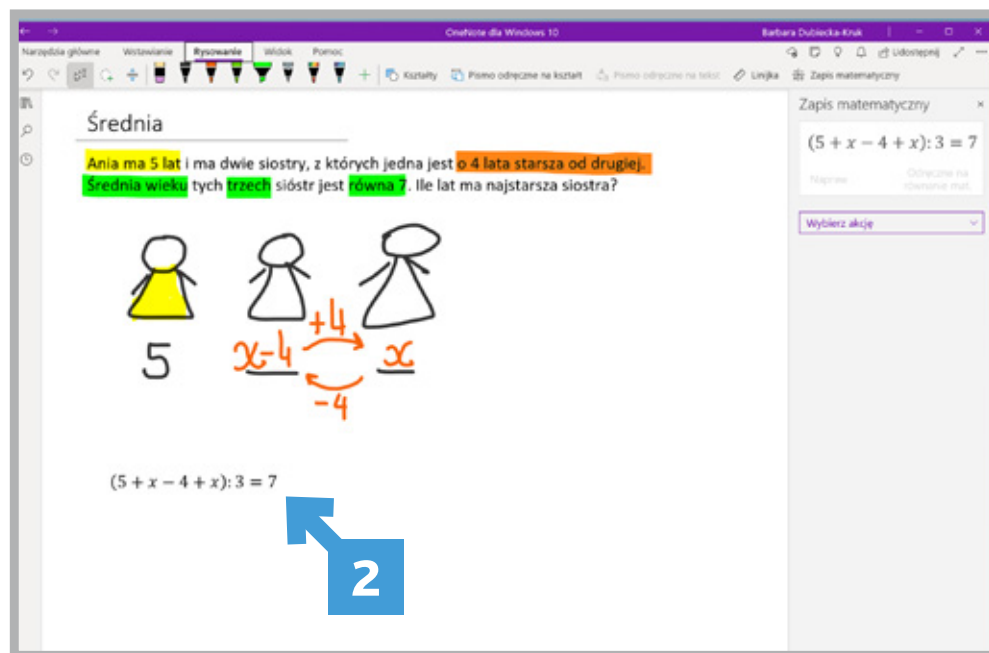 OneNote dla Windows 10
Barbara Dubiecka-Kruk
Narzędzia główne Wstawianie Rysowanie Widok Pomoc
Udostępnij
Kształty Pismo odręczne na kształt Pismo odręczne na tekst Linijka Zapis matematyczny
Średnia
Ania ma 5 lat i ma dwie siostry, z których jedna jest o 4 lata starsza od drugiej.
Średnia wieku tych trzech sióstr jest równa 7. Ile lat ma najstarsza siostra?
+4
5 x-4 x
-4
(5 + x − 4 + x): 3 = 7
2
Zapis matematyczny
(5 + x − 4 + x): 3 = 7
Napraw
Odręczne na
równanie mat.
Wybierz akcję